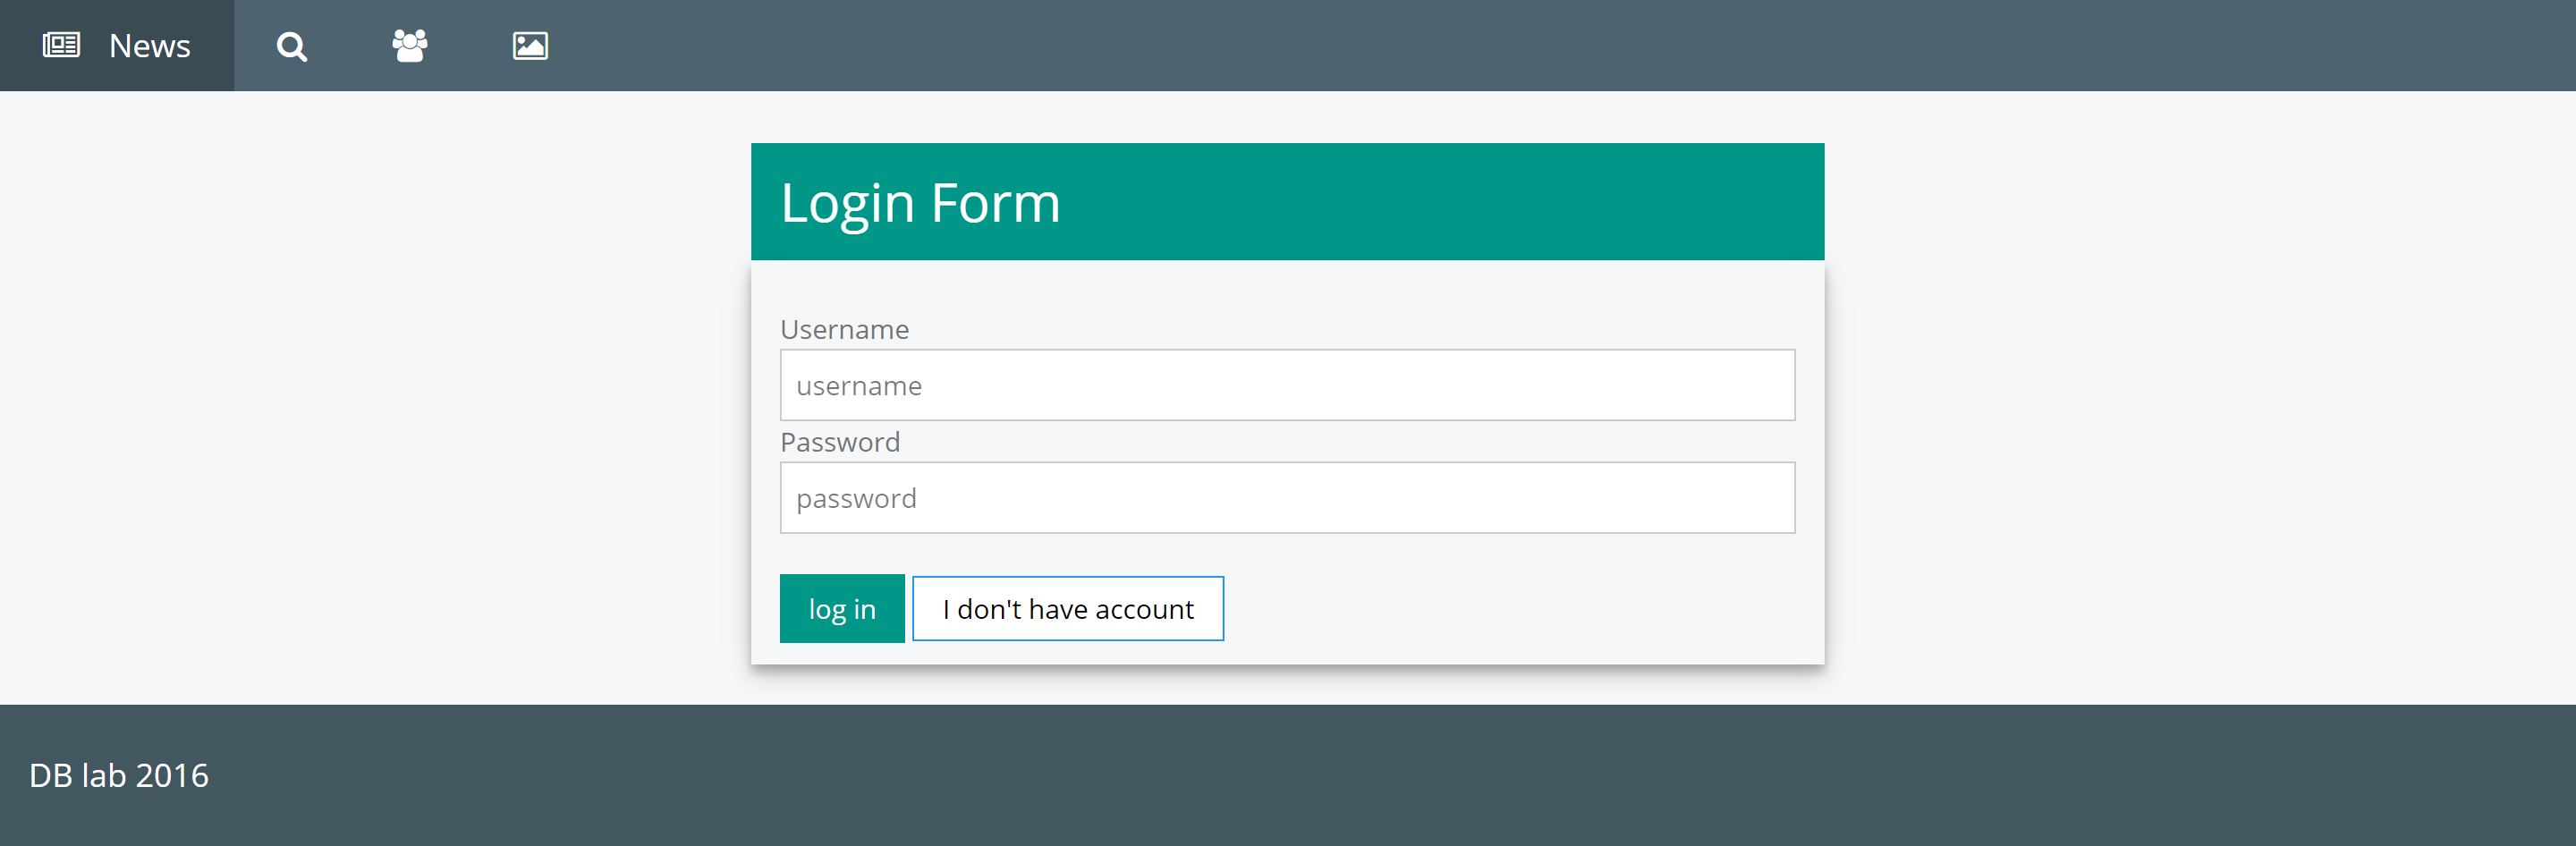 News
Login Form
Username
username
Password
password
log in I don't have account
DB lab 2016